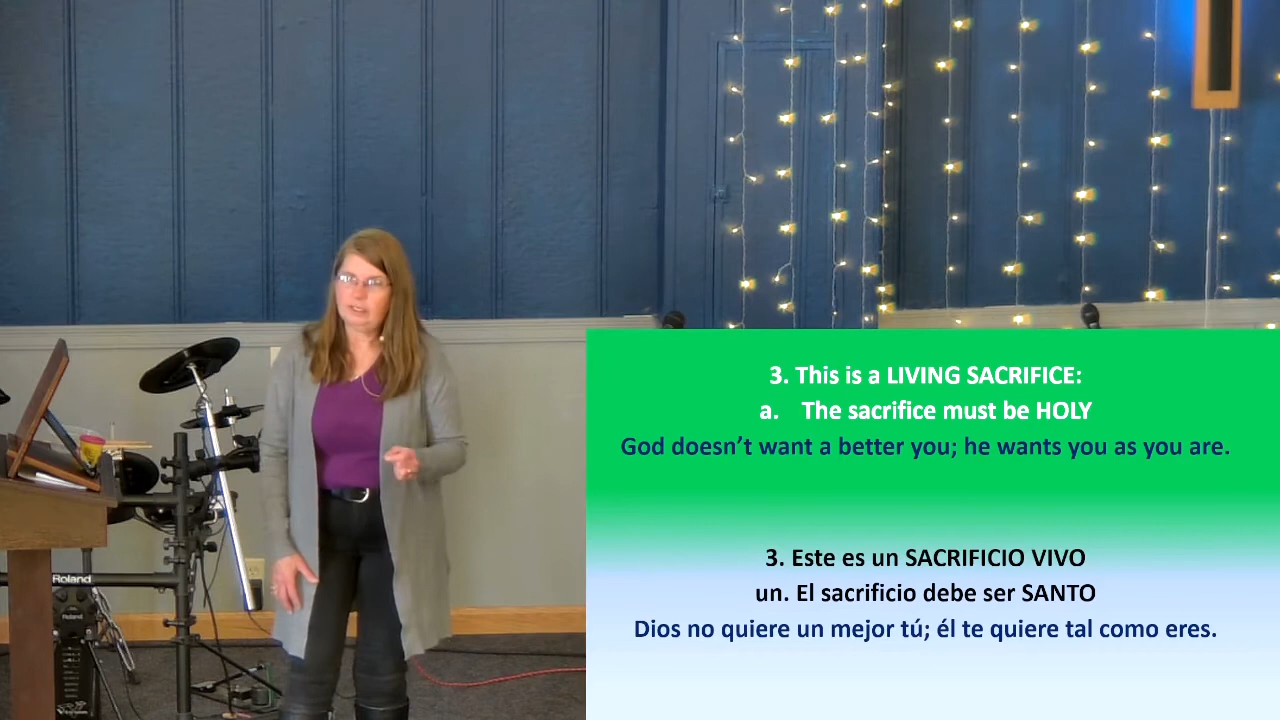 3. This is a LIVING SACRIFICE:
a. The sacrifice must be HOLY
God doesn’t want a better you; he wants you as you are.
3. Este es un SACRIFICIO VIVO
un. El sacrificio debe ser SANTO
Dios no quiere un mejor tú; él te quiere tal como eres.
Roland
Roland